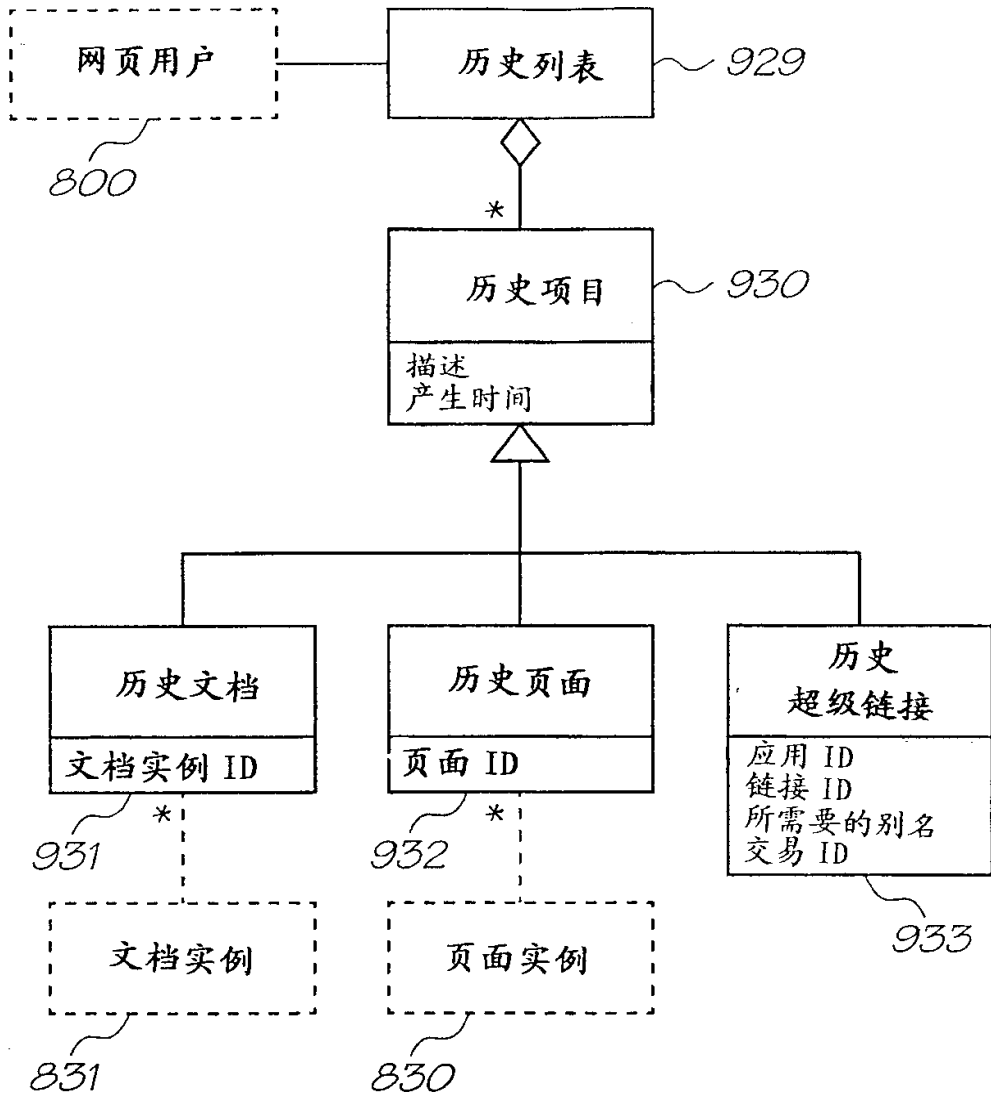 网页用户
历史列表
929
800
*
历史项目
930
描述
产生时间
历史文档
文档实例 ID
*
931
历史页面
页面 ID
*
932
历史
超级链接
应用 ID
链接 ID
所需要的别名
交易 ID
933
文档实例
831
页面实例
830